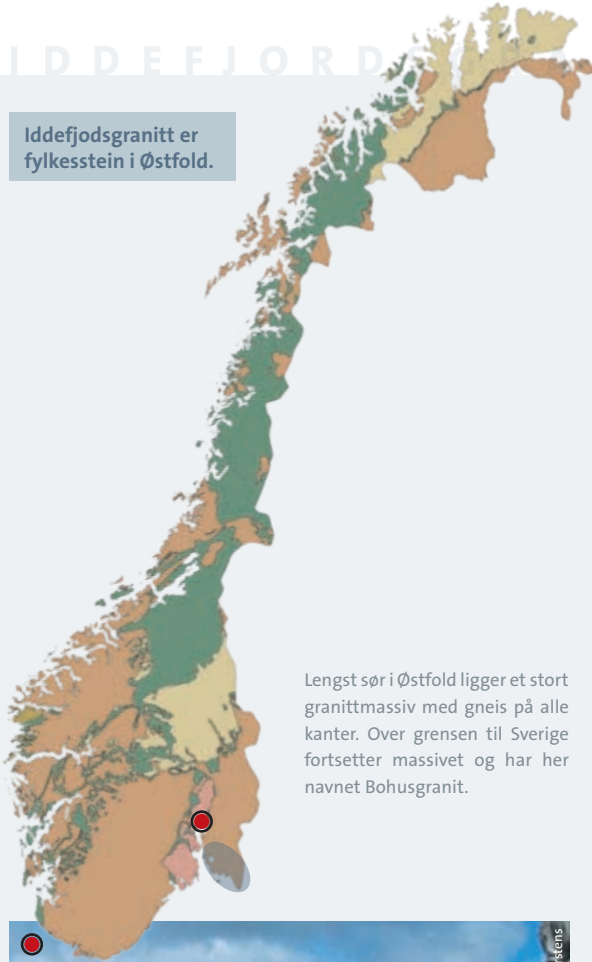 IDDEFJORDSG
Iddefjodsgranitt er
fylkesstein i Østfold.
Lengst sør i Østfold ligger et stort
granittmassiv med gneis på alle
kanter. Over grensen til Sverige
fortsetter massivet og har her
navnet Bohusgranit.